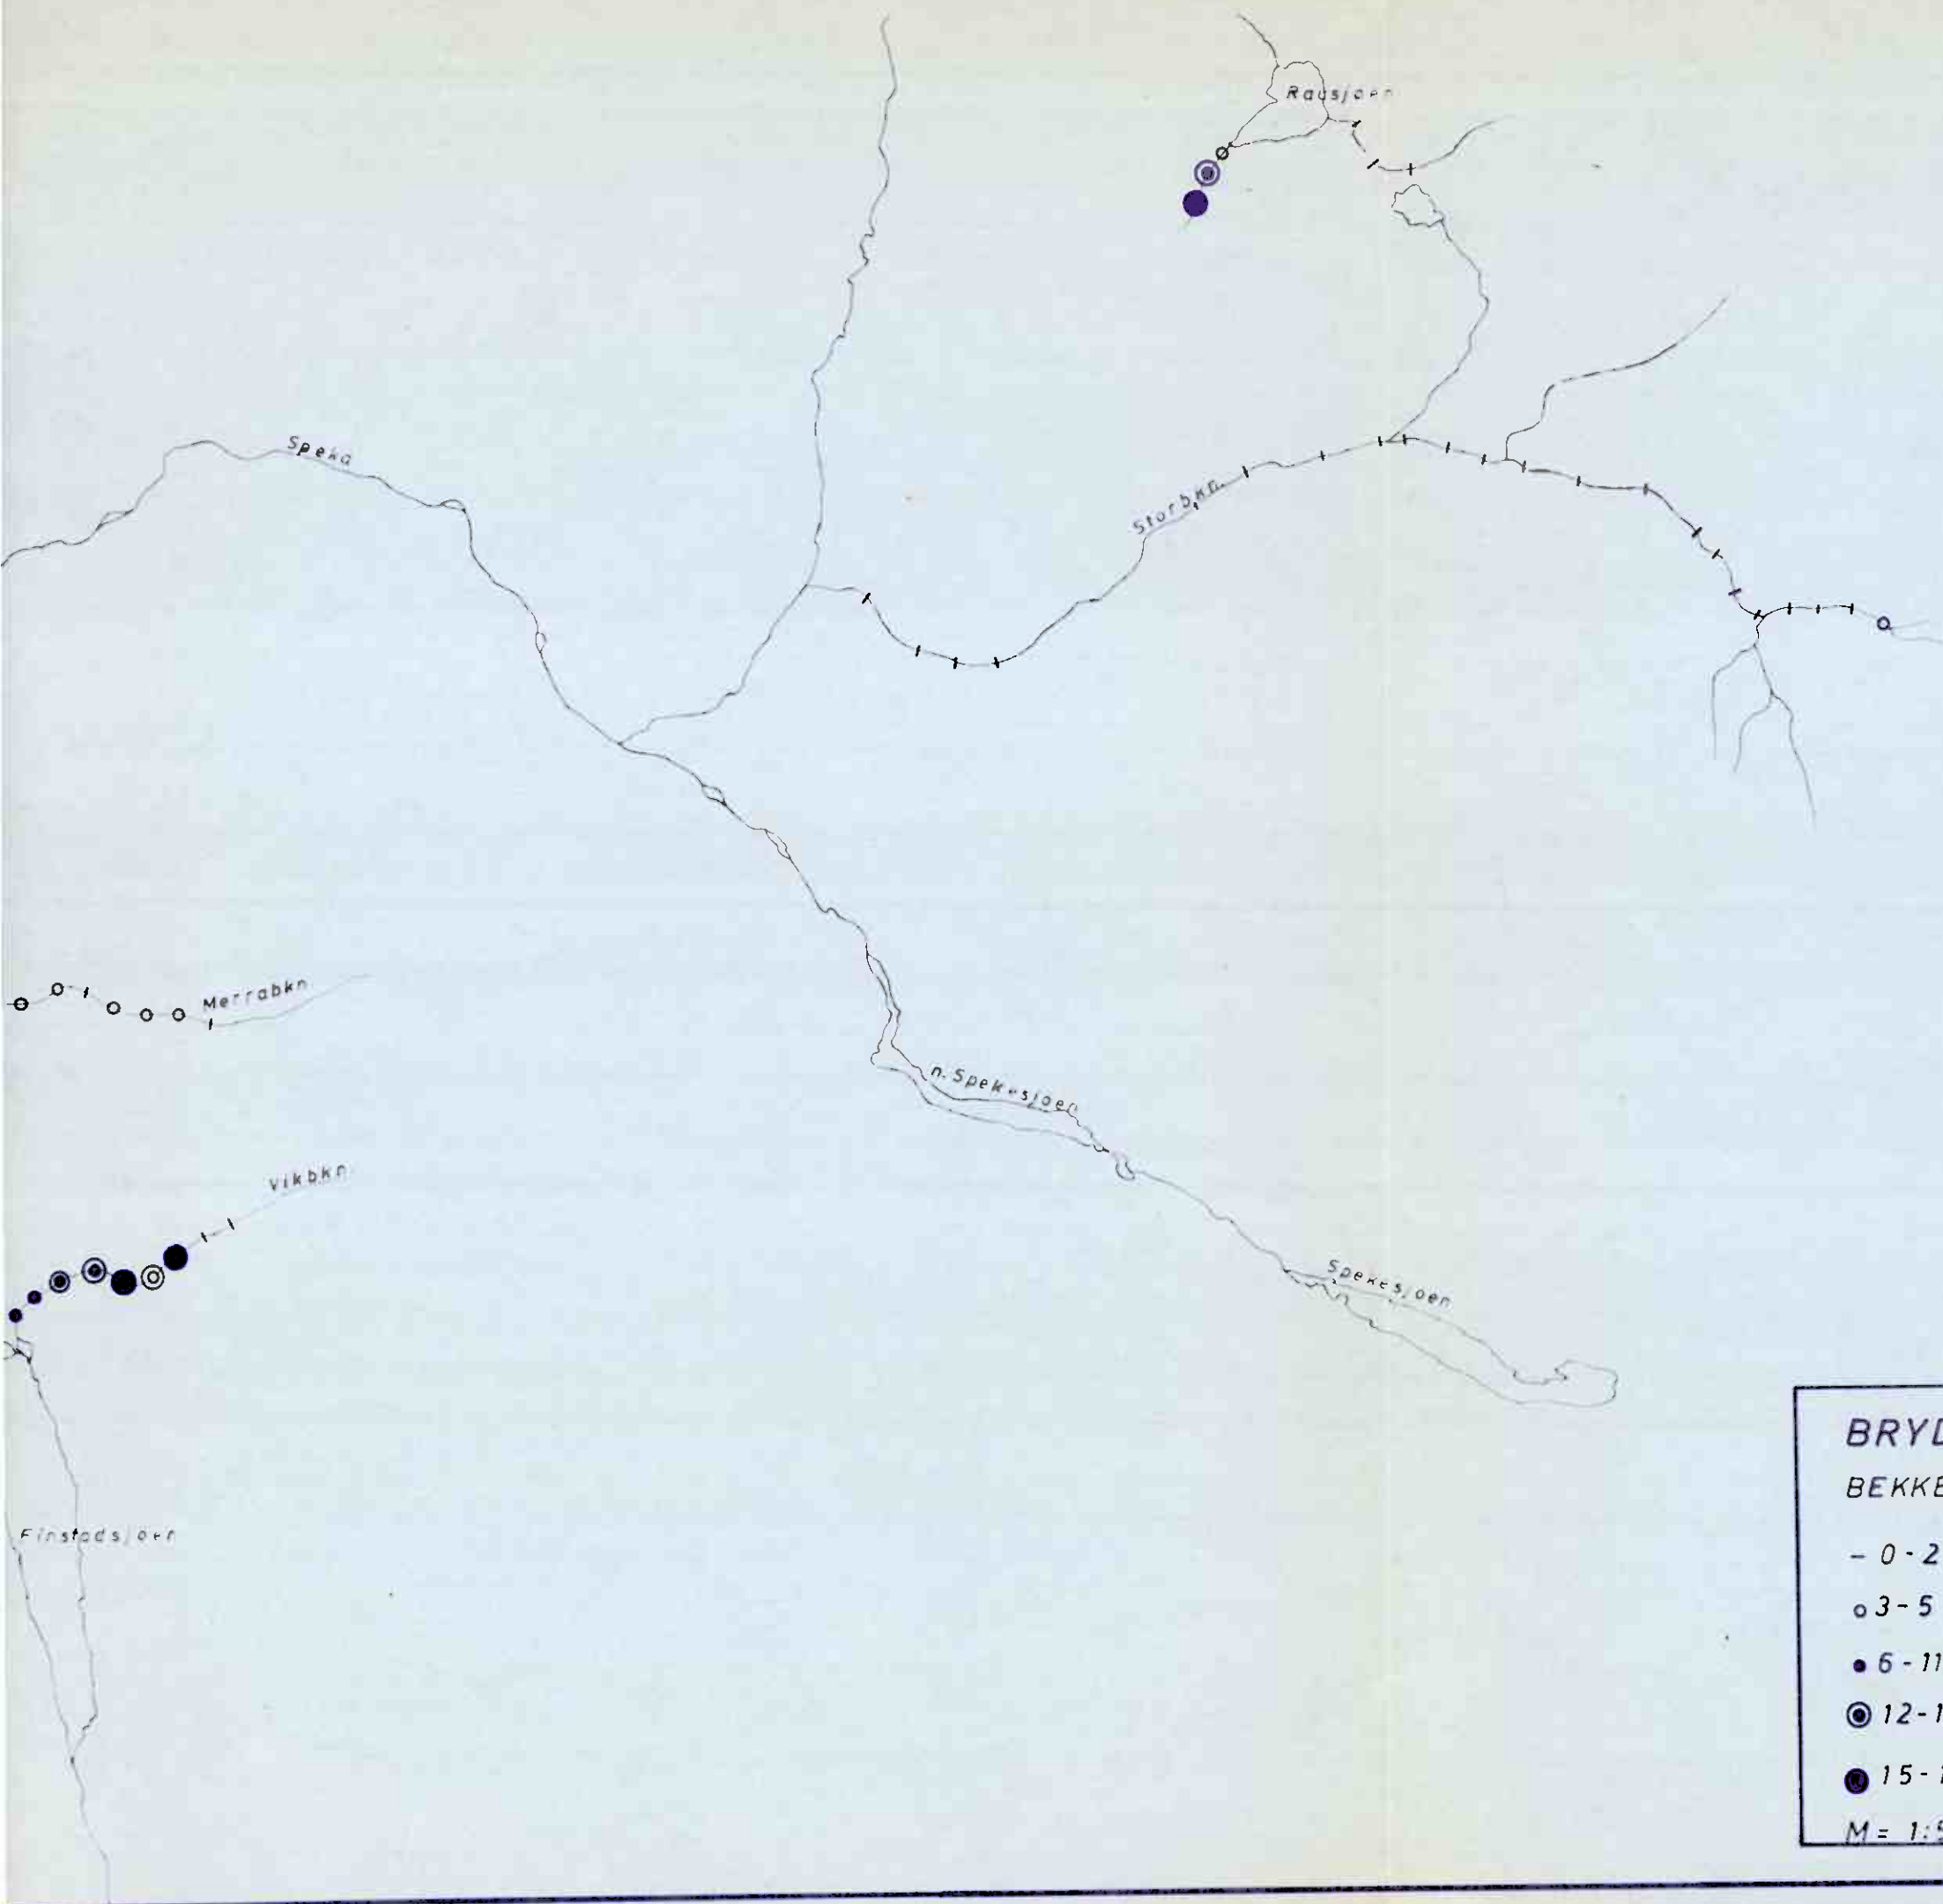 Rausjøen
Speka
Storbkn.
Merrabkn
n. Spekesjøen
Vikbkn.
Spekesjøen
Finstadsjøen
BRYD
BEKKE
- 0 - 2
o 3 - 5
• 6 - 11
12 - 1
15 - 1
M = 1:5